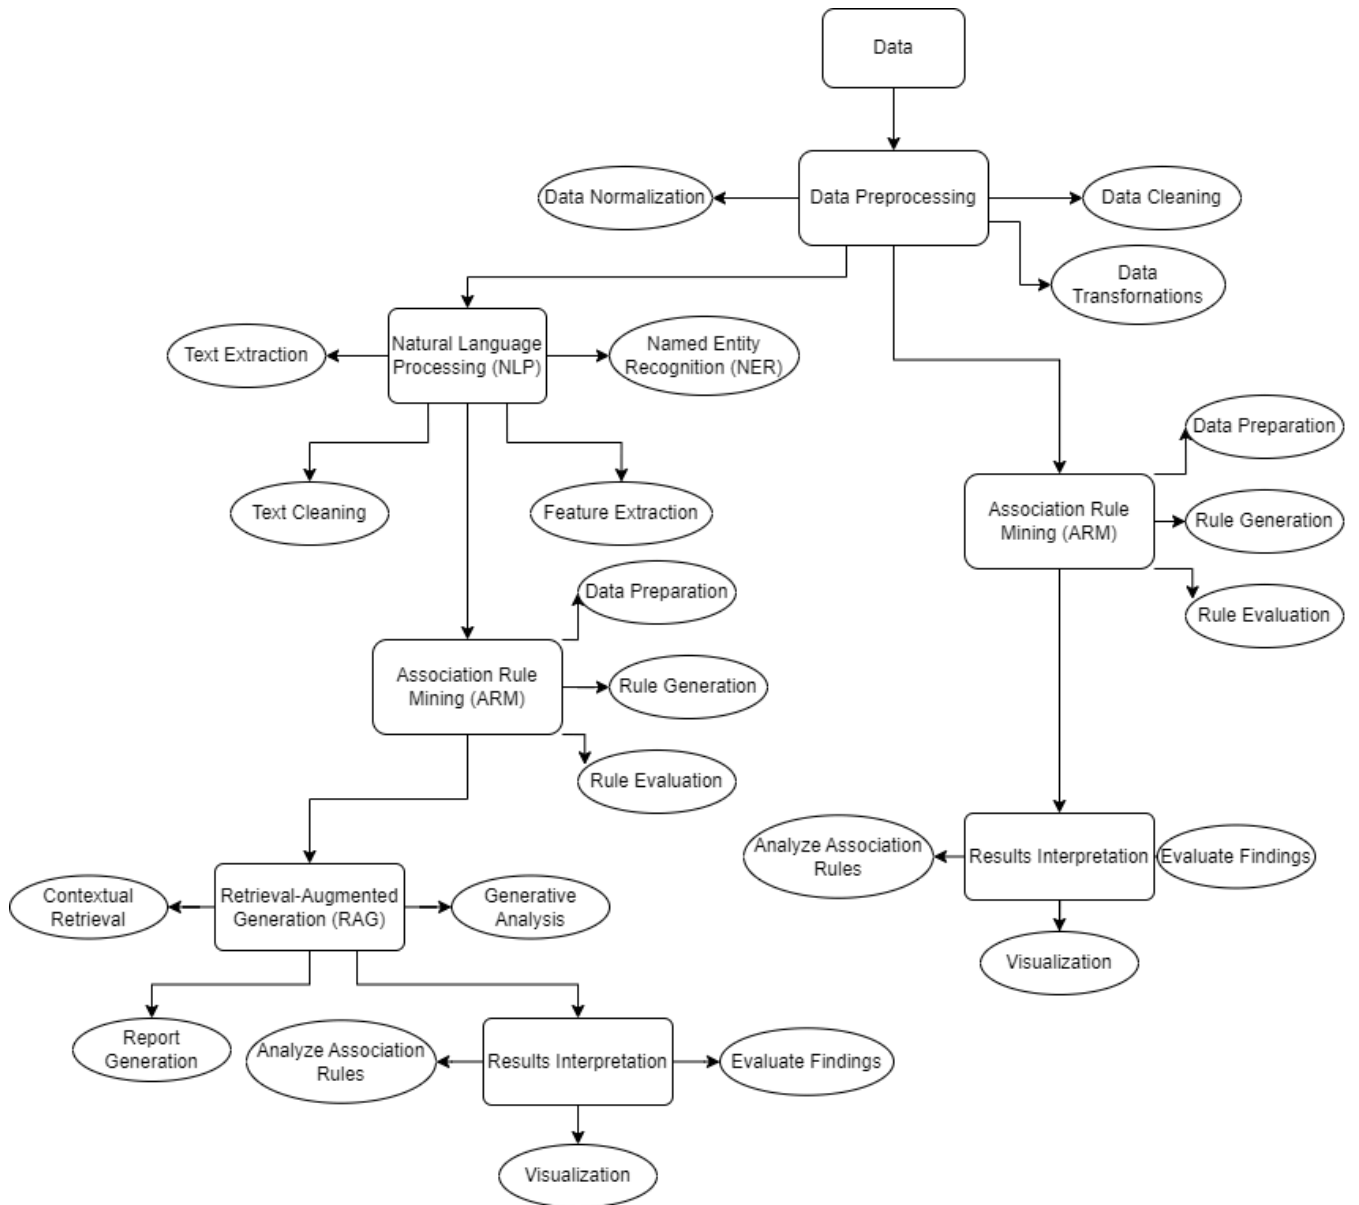 Data
Data Normalization
Data Preprocessing
Data Cleaning
Data
Transfornations
Text Extraction
Natural Language
Processing (NLP)
Named Entity
Recognition (NER)
Data Preparation
Text Cleaning
Feature Extraction
Association Rule
Mining (ARM)
Rule Generation
Rule Evaluation
Data Preparation
Association Rule
Mining (ARM)
Rule Generation
Rule Evaluation
Analyze Association
Rules
Results Interpretation
Evaluate Findings
Contextual
Retrieval
Retrieval-Augmented
Generation (RAG)
Generative
Analysis
Visualization
Report
Generation
Analyze Association
Rules
Results Interpretation
Evaluate Findings
Visualization